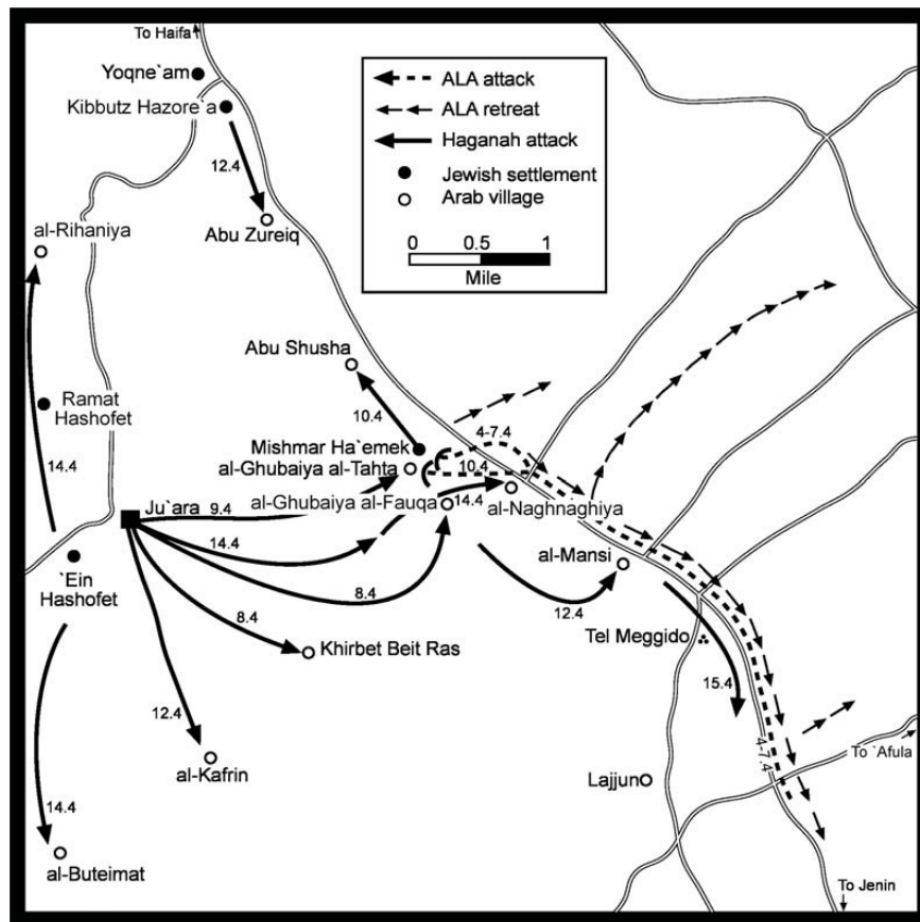 To Haifa
Yoqne`am
Kibbutz Hazore`a
12.4
Abu Zureiq
al-Rihaniya
ALA attack
ALA retreat
Haganah attack
Jewish settlement
Arab village
0 0.5 1
Mile
Abu Shusha
10.4
Ramat
Hashofet
14.4
Mishmar Ha`emek
al-Ghubaiya al-Tahta
4-7.4
10.4
al-Ghubaiya al-Fauqa
14.4
al-Naghnaghiya
Ju`ara
9.4
14.4
8.4
8.4
12.4
`Ein
Hashofet
al-Mansi
12.4
Khirbet Beit Ras
Tel Meggido
15.4
al-Kafrin
14.4
al-Buteimat
Lajjun
4-7.4
To `Afula
To Jenin